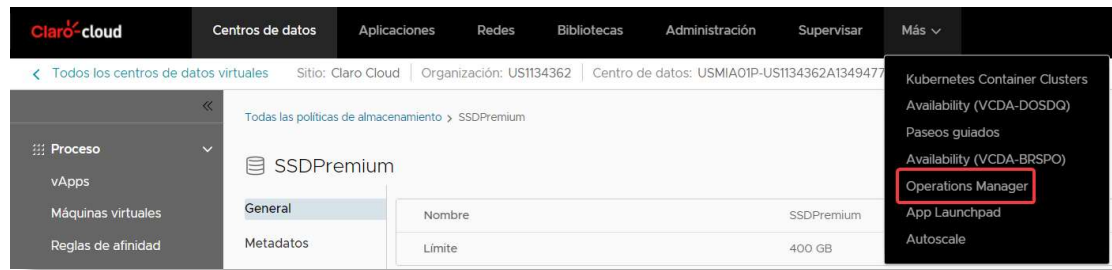 Claro-cloud Centros de datos Aplicaciones Redes Bibliotecas Administración Supervisar Más
Todos los centros de datos virtuales Sitio: Claro Cloud Organización: US1134362 Centro de datos: USMIA01P-US1134362A1349477
Kubernetes Container Clusters
Availability (VCDA-DOSDQ)
Paseos guiados
Availability (VCDA-BRSPO)
Operations Manager
App Launchpad
Autoscale
Proceso
vApps
Máquinas virtuales
Reglas de afinidad
Todas las políticas de almacenamiento > SSDPremium
SSDPremium
General
Metadatos
Nombre SSDPremium
Límite 400 GB